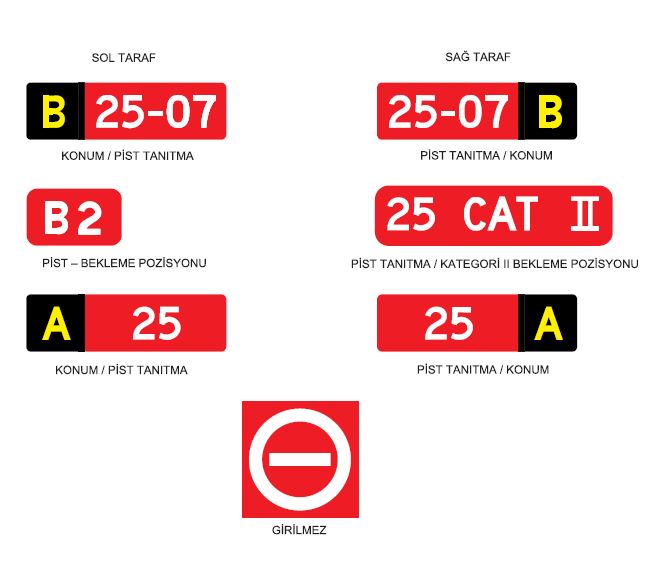 SOL TARAF
SAĞ TARAF
B 25-07
25-07 B
KONUM / PİST TANITMA
PİST TANITMA / KONUM
B2
25 CAT II
PİST – BEKLEME POZİSYONU
PİST TANITMA / KATEGORİ II BEKLEME POZİSYONU
A 25
25 A
KONUM / PİST TANITMA
PİST TANITMA / KONUM
GİRİLMEZ